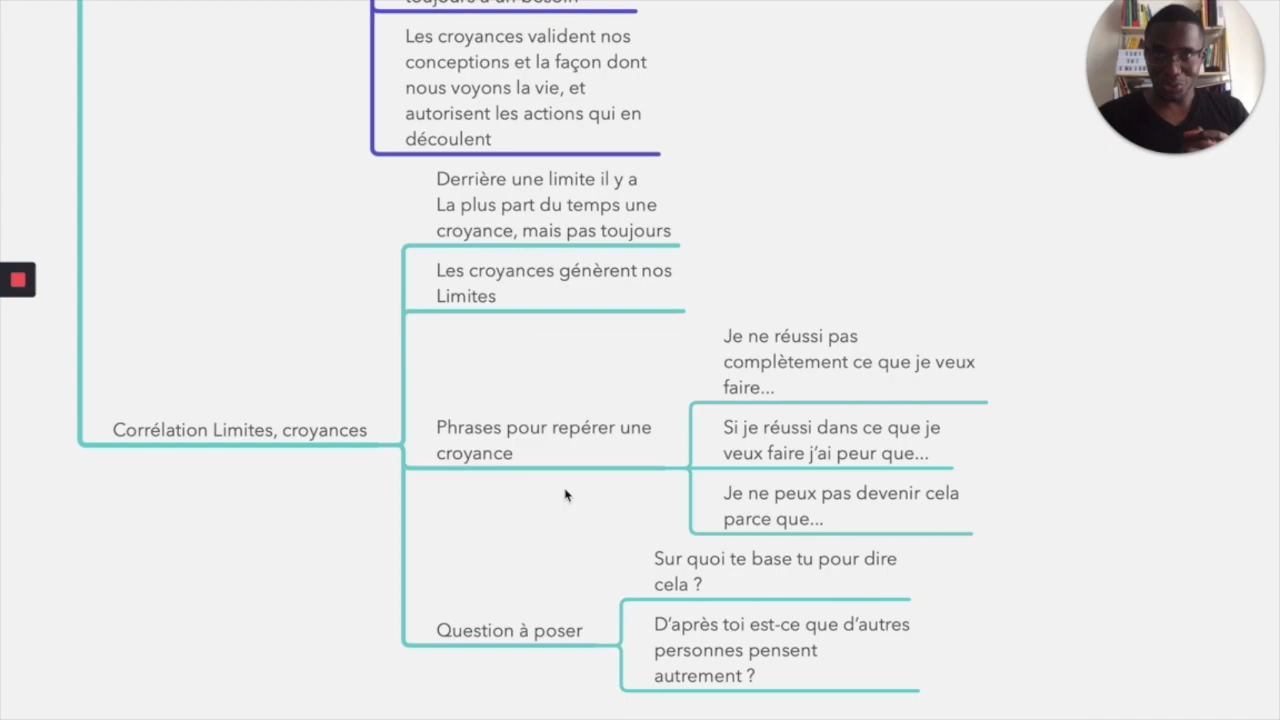 toujours à un besoin
Les croyances valident nos
conceptions et la façon dont
nous voyons la vie, et
autorisent les actions qui en
découlent
Derrière une limite il y a
La plus part du temps une
croyance, mais pas toujours
Les croyances génèrent nos
Limites
Corrélation Limites, croyances
Phrases pour repérer une
croyance
Je ne réussi pas
complètement ce que je veux
faire...
Si je réussi dans ce que je
veux faire j’ai peur que...
Je ne peux pas devenir cela
parce que...
Question à poser
Sur quoi te base tu pour dire
cela ?
D’après toi est-ce que d’autres
personnes pensent
autrement ?